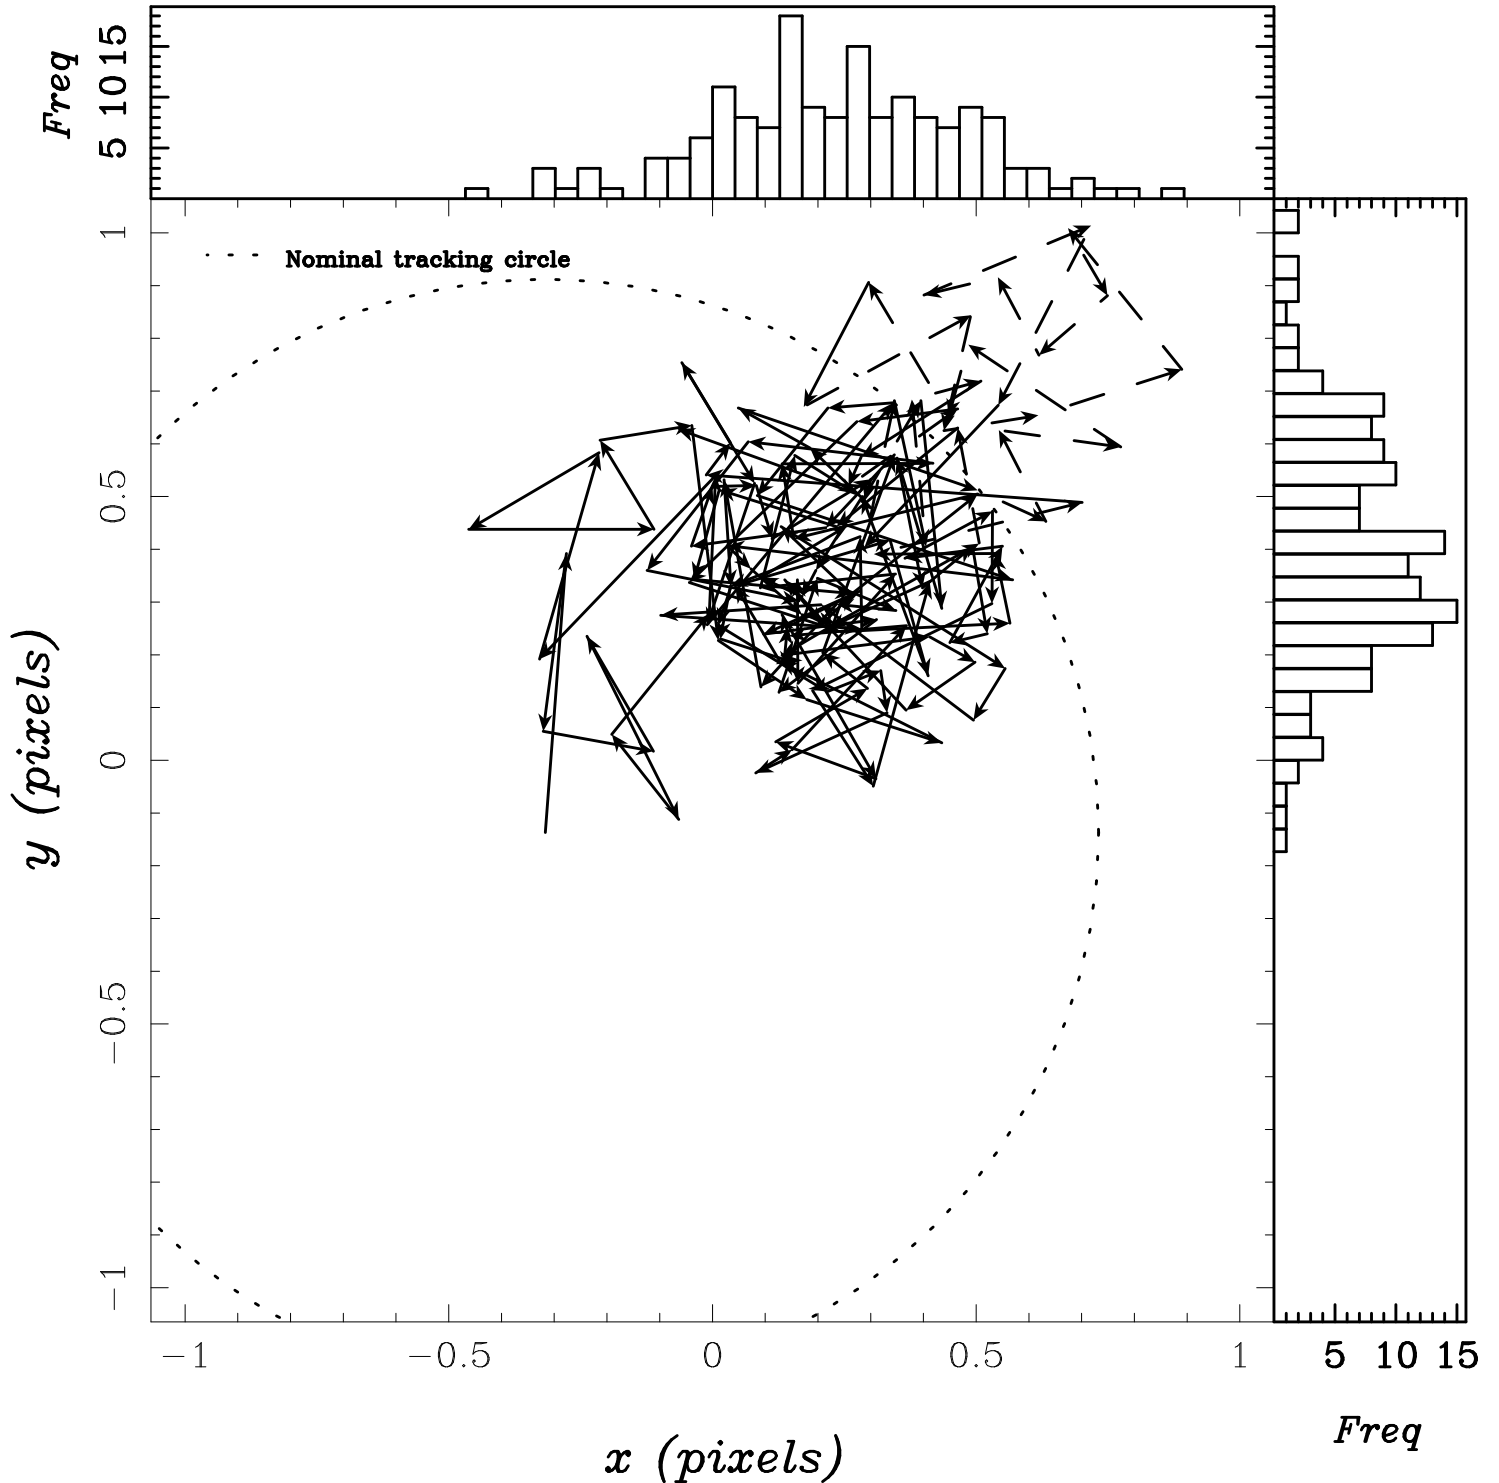 Freq
5 10 15
Nominal tracking circle
1
0.5
0
−0.5
−1
y (pixels)
−1 −0.5 0 0.5 1
5 10 15
x (pixels)
Freq